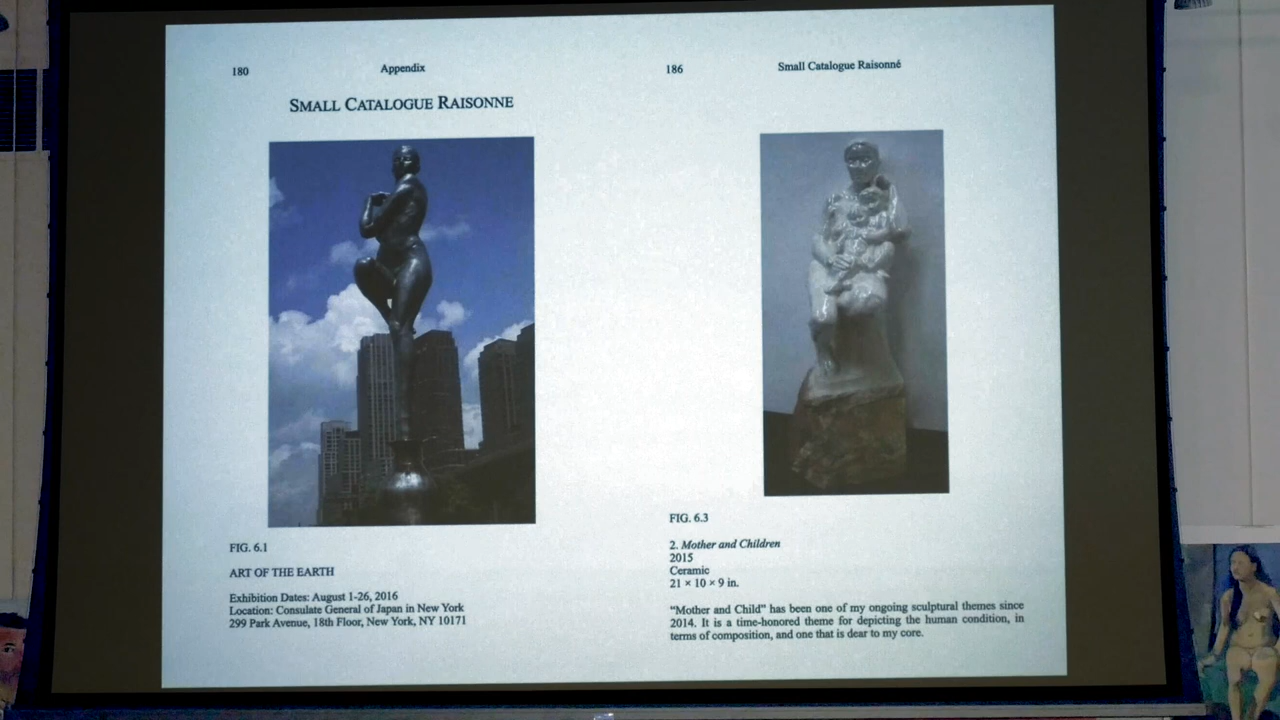 180
Appendix
SMALL CATALOGUE RAISONNE
FIG. 6.1
ART OF THE EARTH
Exhibition Dates: August 1-26, 2016
Location: Consulate General of Japan in New York
299 Park Avenue, 18th Floor, New York, NY 10171
186
Small Catalogue Raisonné
FIG. 6.3
2. Mother and Children
2015
Ceramic
21 × 10 × 9 in.
“Mother and Child” has been one of my ongoing sculptural themes since
2014. It is a time-honored theme for depicting the human condition, in
terms of composition, and one that is dear to my core.